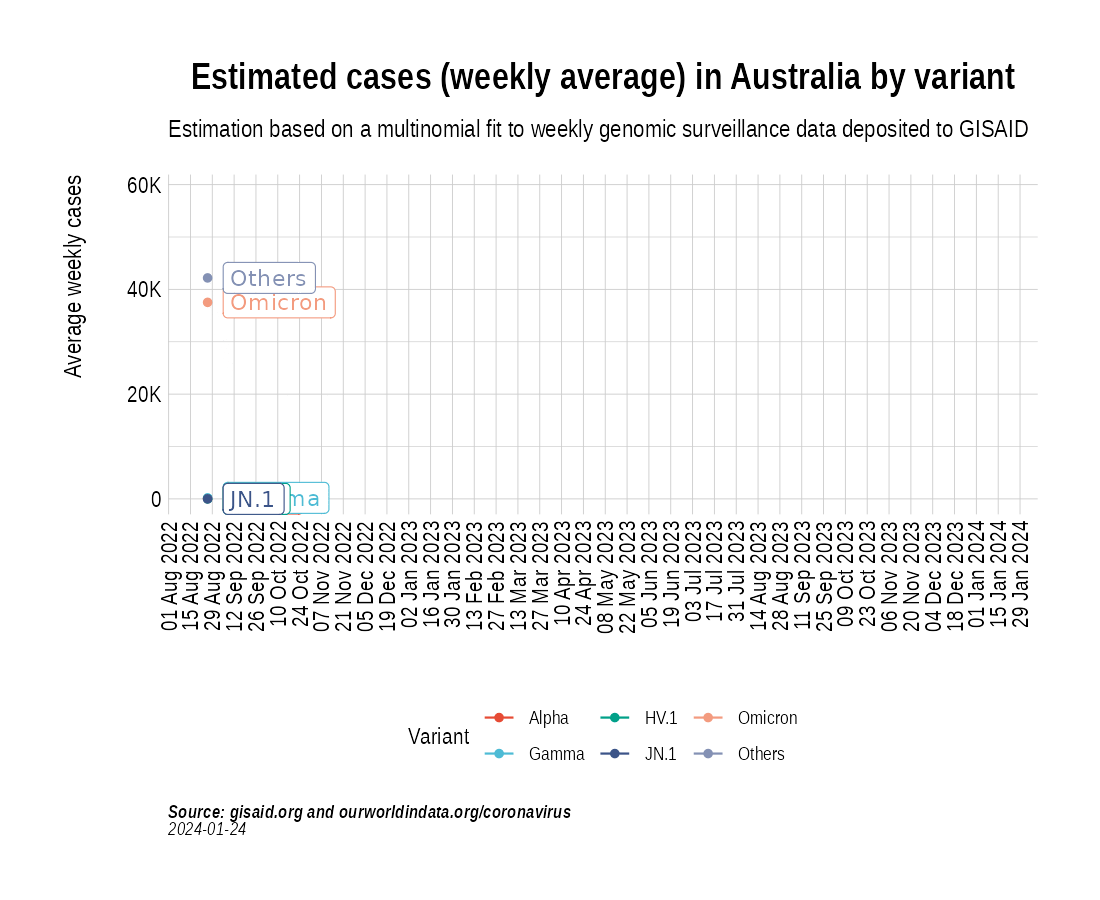 Estimated cases (weekly average) in Australia by variant
Estimation based on a multinomial fit to weekly genomic surveillance data deposited to GISAID
Average weekly cases
60K
40K
20K
0
Others
Omicron
JN.1
01 Aug 2022
15 Aug 2022
29 Aug 2022
12 Sep 2022
26 Sep 2022
10 Oct 2022
24 Oct 2022
07 Nov 2022
21 Nov 2022
05 Dec 2022
19 Dec 2022
02 Jan 2023
16 Jan 2023
30 Jan 2023
13 Feb 2023
27 Feb 2023
13 Mar 2023
27 Mar 2023
10 Apr 2023
24 Apr 2023
08 May 2023
22 May 2023
05 Jun 2023
19 Jun 2023
03 Jul 2023
17 Jul 2023
31 Jul 2023
14 Aug 2023
28 Aug 2023
11 Sep 2023
25 Sep 2023
09 Oct 2023
23 Oct 2023
06 Nov 2023
20 Nov 2023
04 Dec 2023
18 Dec 2023
01 Jan 2024
15 Jan 2024
29 Jan 2024
Variant
Alpha
HV.1
Omicron
Gamma
JN.1
Others
Source: gisaid.org and ourworldindata.org/coronavirus
2024-01-24